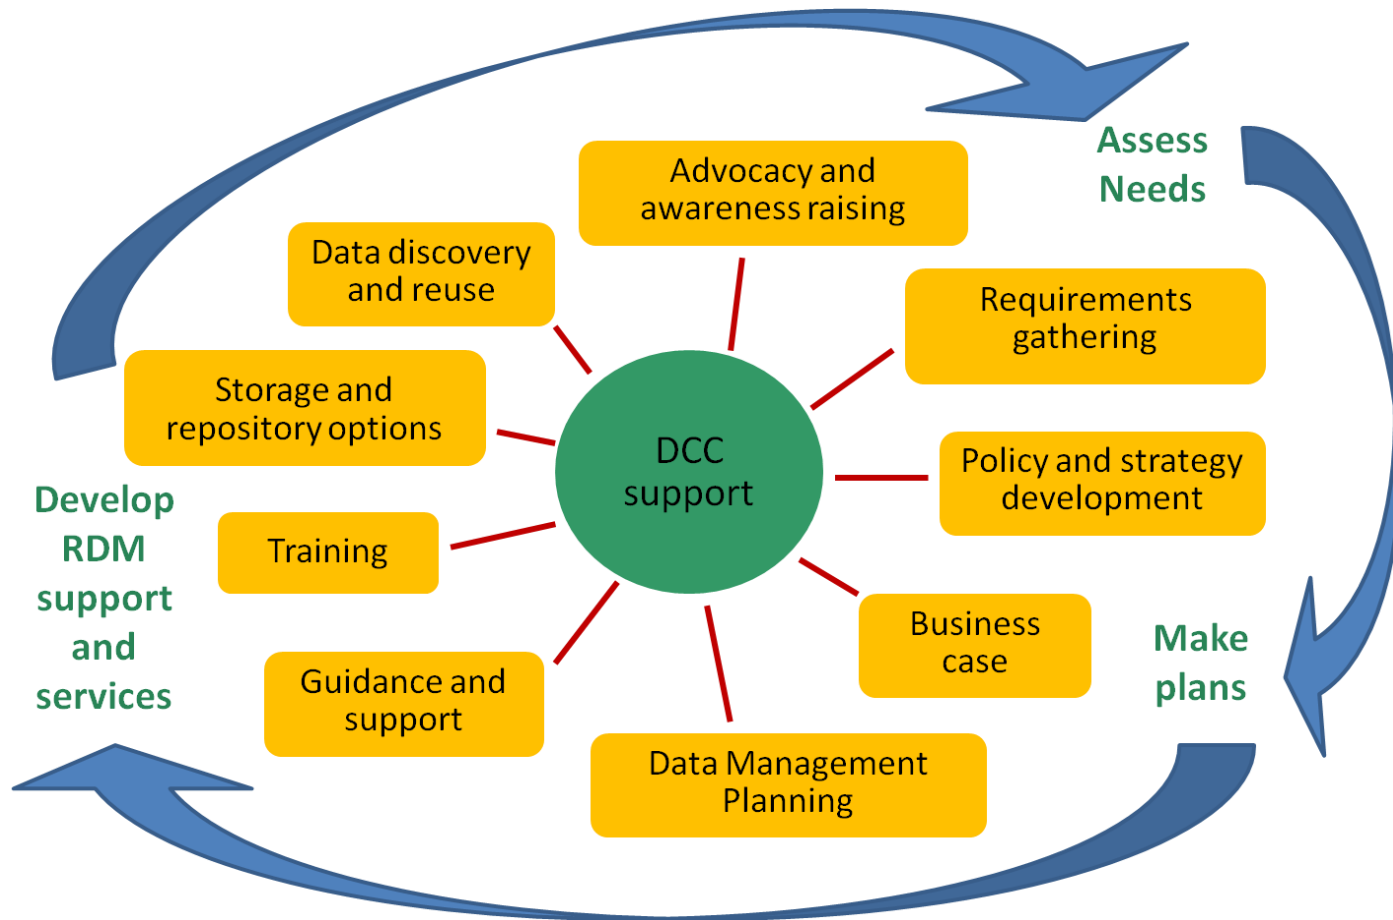 Assess
Needs
Advocacy and
awareness raising
Data discovery
and reuse
Requirements
gathering
Storage and
repository options
DCC
support
Policy and strategy
development
Develop
RDM
support
and
services
Training
Business
case
Make
plans
Guidance and
support
Data Management
Planning